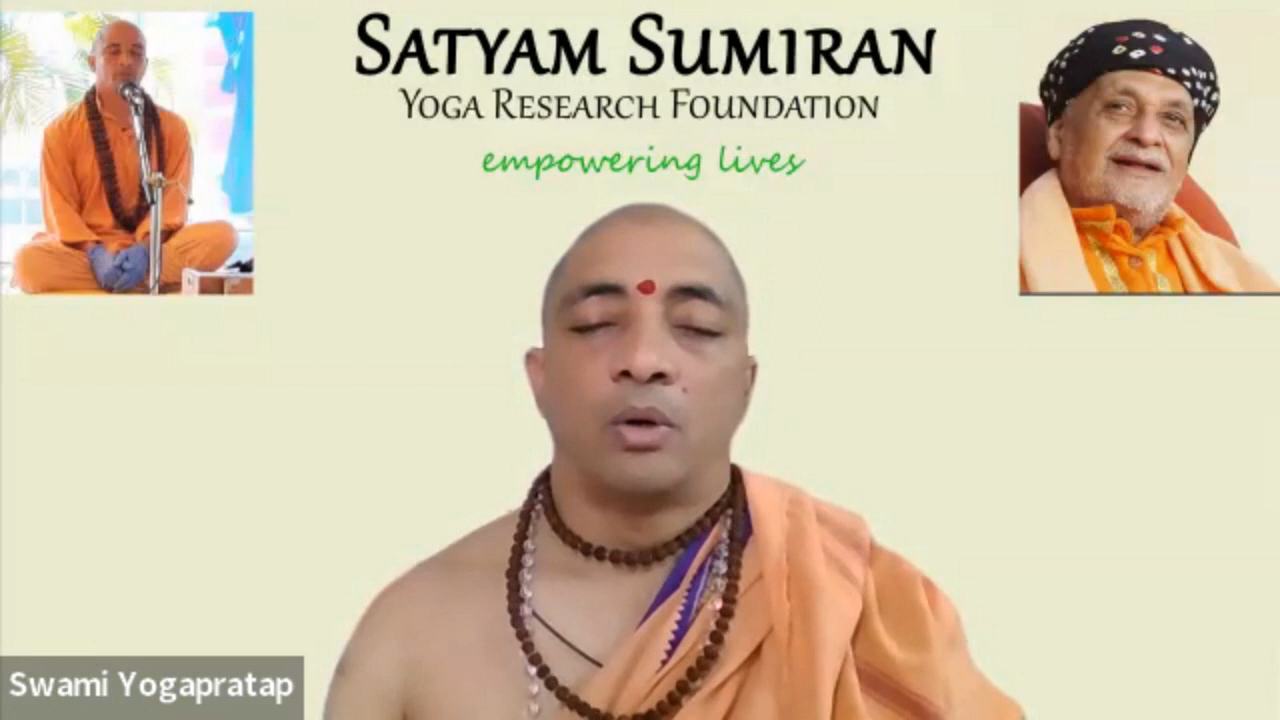 SATYAM SUMIRAN
YOGA RESEARCH FOUNDATION
empowering lives
Swami Yogapratap